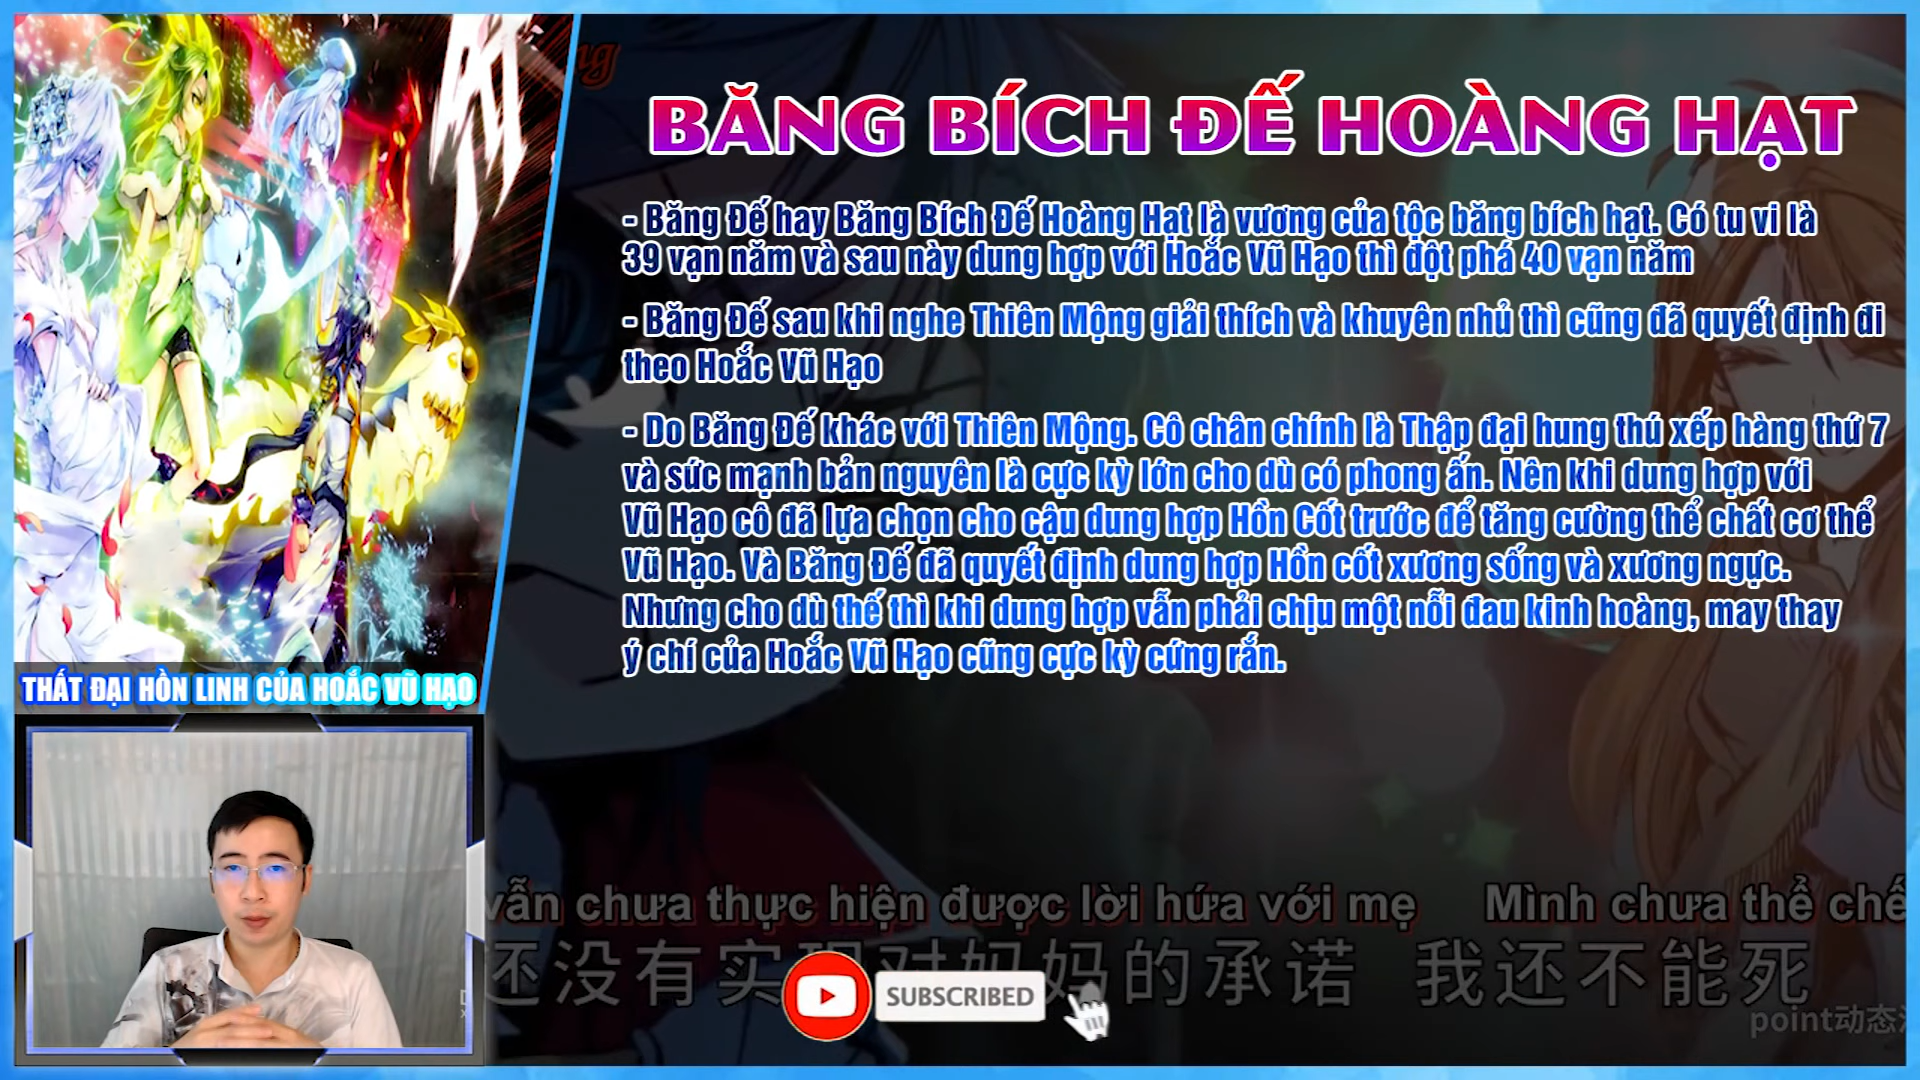 BĂNG BÍCH ĐẾ HOÀNG HẠT
- Băng Đế hay Băng Bích Đế Hoàng Hạt là vương của tộc băng bích hạt. Có tu vi là
39 vạn năm và sau này dung hợp với Hoắc Vũ Hạo thì đột phá 40 vạn năm
- Băng Đế sau khi nghe Thiên Mộng giải thích và khuyên nhủ thì cũng đã quyết định đi
theo Hoắc Vũ Hạo
- Do Băng Đế khác với Thiên Mộng. Cô chân chính là Thập đại hung thú xếp hàng thứ 7
và sức mạnh bản nguyên là cực kỳ lớn cho dù có phong ấn. Nên khi dung hợp với
Vũ Hạo cô đã lựa chọn cho cậu dung hợp Hồn Cốt trước để tăng cường thể chất cơ thể
Vũ Hạo. Và Băng Đế đã quyết định dung hợp Hồn cốt xương sống và xương ngực.
Nhưng cho dù thế thì khi dung hợp vẫn phải chịu một nỗi đau kinh hoàng, may thay
ý chí của Hoắc Vũ Hạo cũng cực kỳ cứng rắn.
THẤT ĐẠI HỒN LINH CỦA HOẮC VŨ HẠO
vẫn chưa thực hiện được lời hứa với mẹ Mình chưa thể chế
还没有实现对妈妈的承诺 我还不能死
SUBSCRIBED
point动态